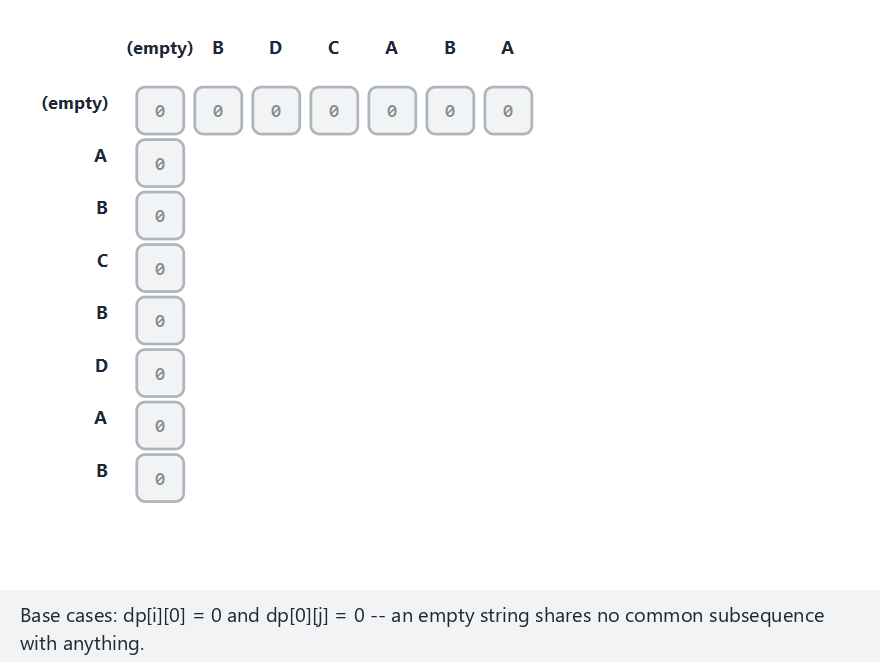 (empty) B D C A B A
(empty) 0 0 0 0 0 0 0
A 0
B 0
C 0
B 0
D 0
A 0
B 0
Base cases: dp[i][0] = 0 and dp[0][j] = 0 -- an empty string shares no common subsequence
with anything.